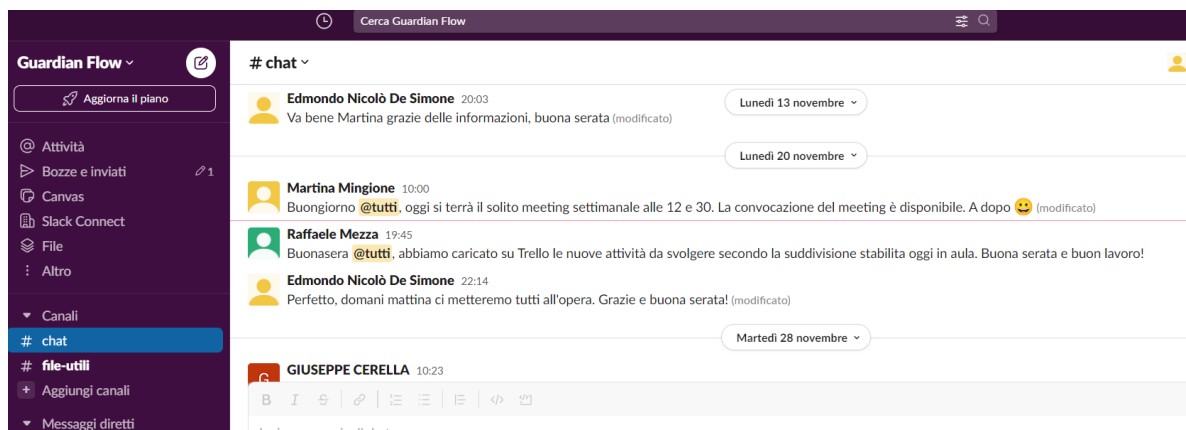 Cerca Guardian Flow
Guardian Flow
Aggiorna il piano
Attività
Bozze e inviati 1
Canvas
Slack Connect
File
Altro
Canali
# chat
# file-utili
+ Aggiungi canali
Messaggi diretti
# chat
Lunedì 13 novembre
Edmondo Nicolò De Simone 20:03
Va bene Martina grazie delle informazioni, buona serata (modificato)
Lunedì 20 novembre
Martina Mingione 10:00
Buongiorno @tutti, oggi si terrà il solito meeting settimanale alle 12 e 30. La convocazione del meeting è disponibile. A dopo 😀 (modificato)
Raffaele Mezza 19:45
Buonasera @tutti, abbiamo caricato su Trello le nuove attività da svolgere secondo la suddivisione stabilita oggi in aula. Buona serata e buon lavoro!
Edmondo Nicolò De Simone 22:14
Perfetto, domani mattina ci metteremo tutti all'opera. Grazie e buona serata! (modificato)
Martedì 28 novembre
GIUSEPPE CERELLA 10:23
G
B I S